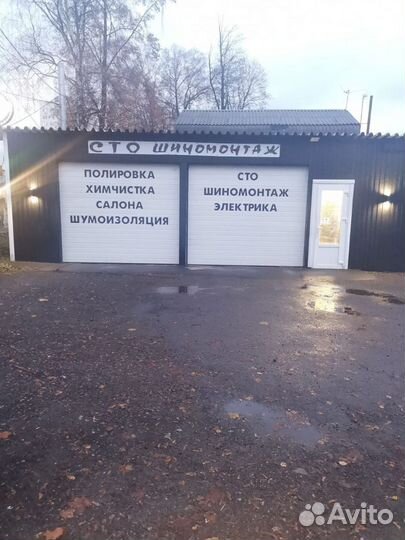 СТО ШИНОМОНТАЖ
ПОЛИРОВКА
ХИМЧИСТКА
САЛОНА
ШУМОИЗОЛЯЦИЯ
СТО
ШИНОМОНТАЖ
ЭЛЕКТРИКА
Avito